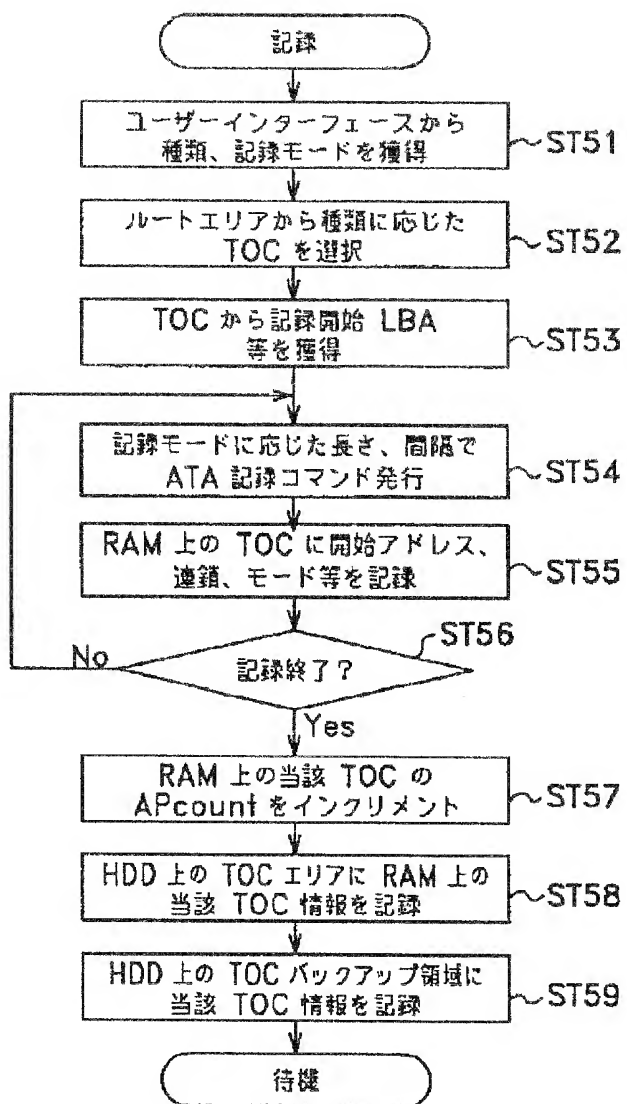 記録
ユーザーインターフェースから
種類、記録モードを獲得
ST51
ルートエリアから種類に応じた
TOC を選択
ST52
TOC から記録開始 LBA
等を獲得
ST53
記録モードに応じた長さ、間隔で
ATA 記録コマンド発行
ST54
RAM 上の TOC に開始アドレス、
連鎖、モード等を記録
ST55
ST56
No
記録終了?
Yes
RAM 上の当該 TOC の
APcount をインクリメント
ST57
HDD 上の TOC エリアに RAM 上の
当該 TOC 情報を記録
ST58
HDD 上の TOC バックアップ領域に
当該 TOC 情報を記録
ST59
待機